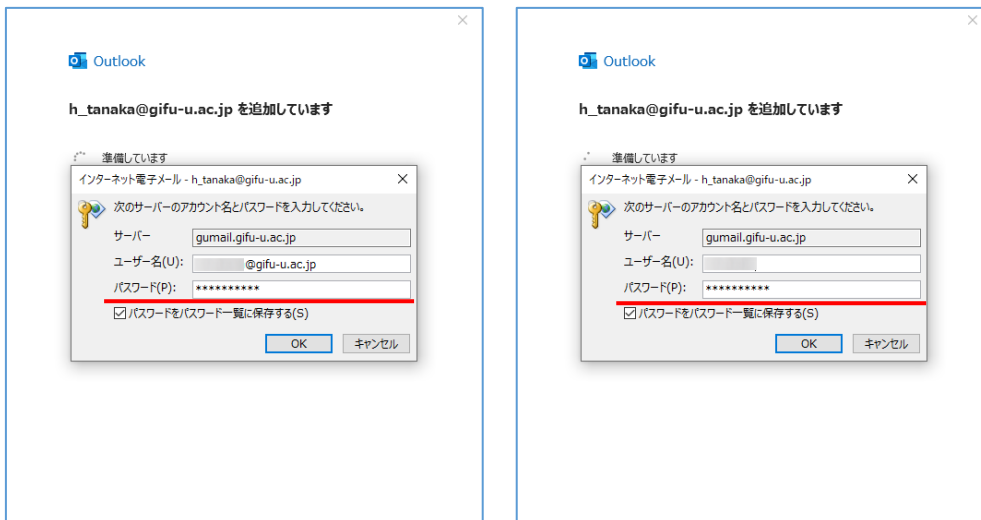 Outlook
h_tanaka@gifu-u.ac.jp を追加しています
準備しています
インターネット電子メール - h_tanaka@gifu-u.ac.jp
次のサーバーのアカウント名とパスワードを入力してください。
サーバー gumail.gifu-u.ac.jp
ユーザー名(U): @gifu-u.ac.jp
パスワード(P): **********
パスワードをパスワード一覧に保存する(S)
OK キャンセル
Outlook
h_tanaka@gifu-u.ac.jp を追加しています
準備しています
インターネット電子メール - h_tanaka@gifu-u.ac.jp
次のサーバーのアカウント名とパスワードを入力してください。
サーバー gumail.gifu-u.ac.jp
ユーザー名(U):
パスワード(P): **********
パスワードをパスワード一覧に保存する(S)
OK キャンセル